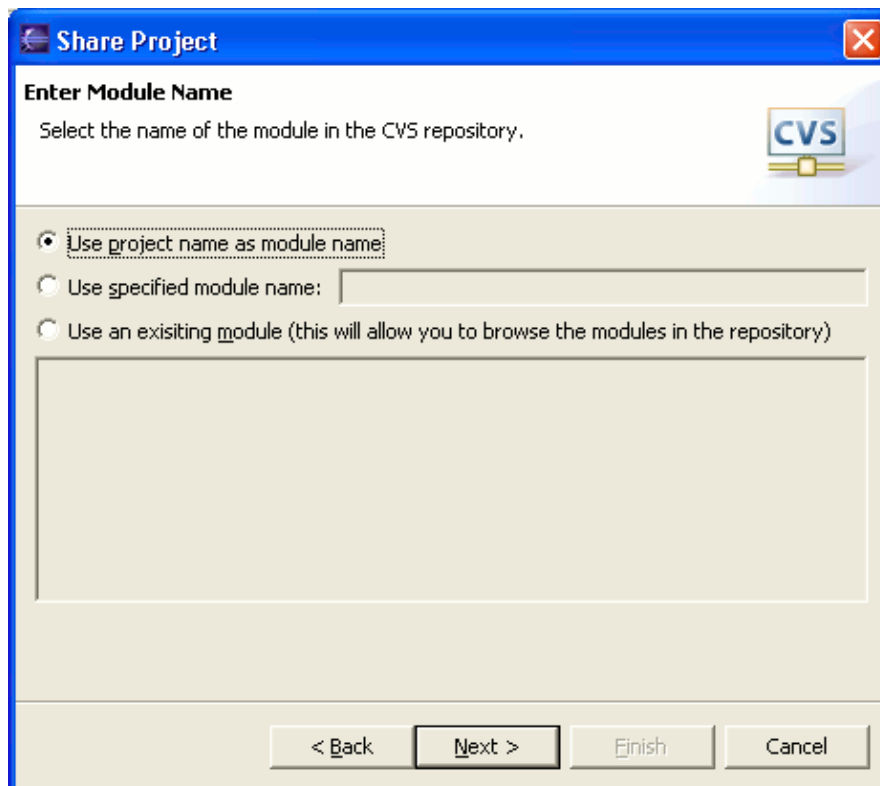 Share Project
Enter Module Name
Select the name of the module in the CVS repository.
CVS
Use project name as module name
Use specified module name:
Use an exisiting module (this will allow you to browse the modules in the repository)
< Back Next > Finish Cancel